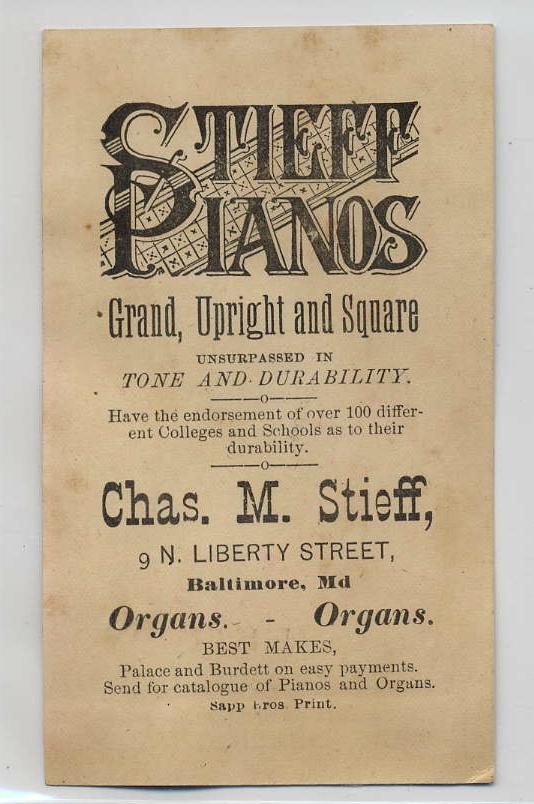 STIEFF
PIANOS
Grand, Upright and Square
UNSURPASSED IN
TONE AND DURABILITY.
Have the endorsement of over 100 differ-
ent Colleges and Schools as to their
durability.
Chas. M. Stieff,
9 N. LIBERTY STREET,
Baltimore, Md
Organs. - Organs.
BEST MAKES,
Palace and Burdett on easy payments.
Send for catalogue of Pianos and Organs.
Sapp Bros. Print.